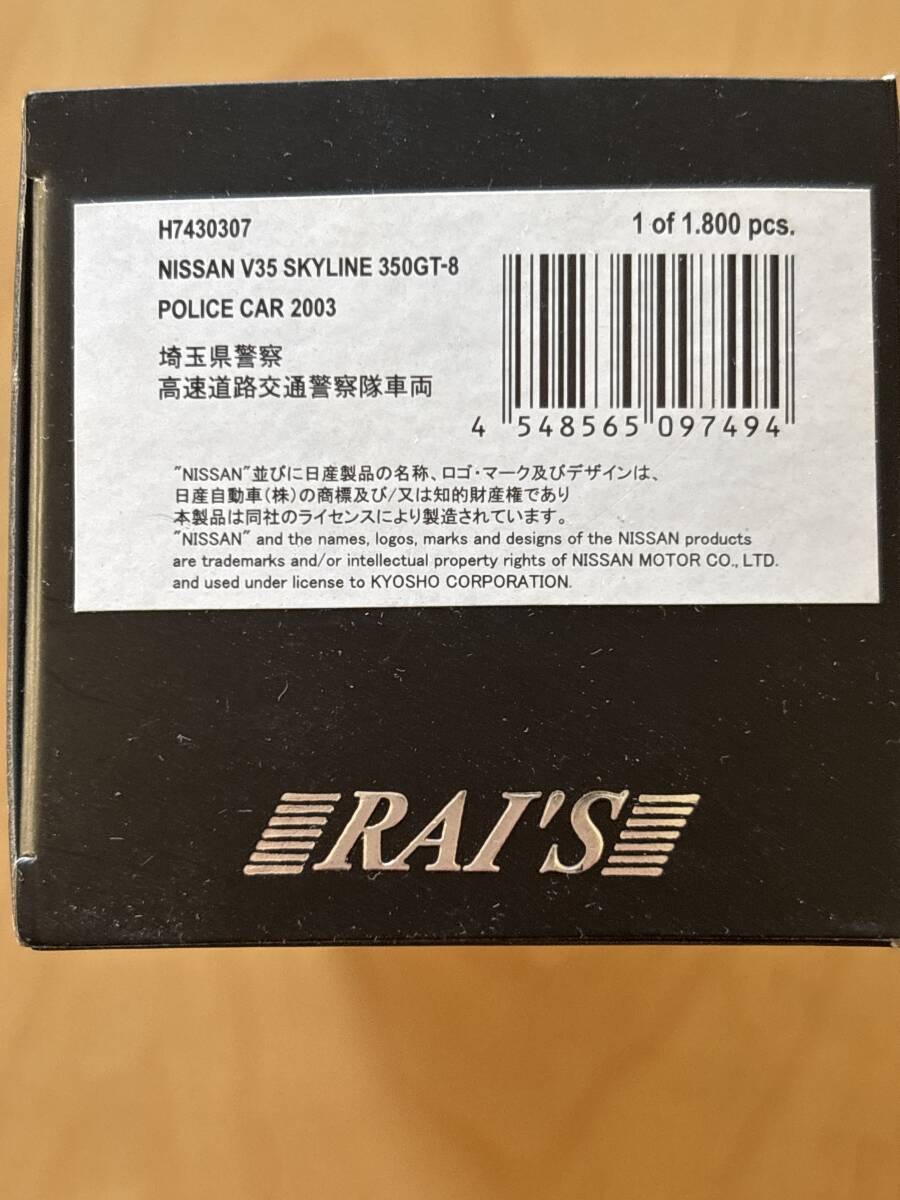 H7430307
1 of 1.800 pcs.
NISSAN V35 SKYLINE 350GT-8
POLICE CAR 2003
埼玉県警察
高速道路交通警察隊車両
4 548565 097494
"NISSAN"並びに日産製品の名称、ロゴ・マーク及びデザインは、
日産自動車(株)の商標及び/又は知的財産権であり
本製品は同社のライセンスにより製造されています。
"NISSAN" and the names, logos, marks and designs of the NISSAN products
are trademarks and/or intellectual property rights of NISSAN MOTOR CO., LTD.
and used under license to KYOSHO CORPORATION.
RAI'S